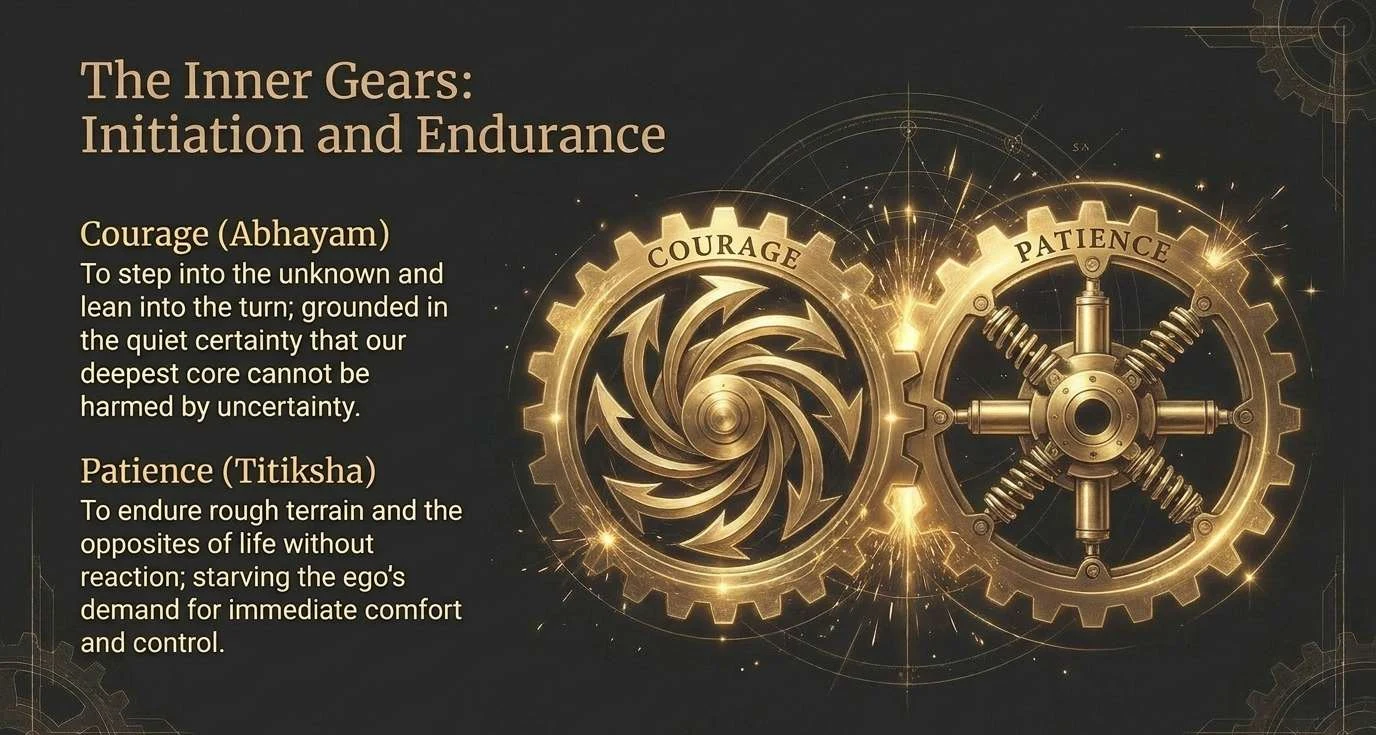 The Inner Gears:
Initiation and Endurance
Courage (Abhayam)
To step into the unknown and
lean into the turn; grounded in
the quiet certainty that our
deepest core cannot be
harmed by uncertainty.
Patience (Titiksha)
To endure rough terrain and the
opposites of life without
reaction; starving the ego's
demand for immediate comfort
and control.
COURAGE
PATIENCE